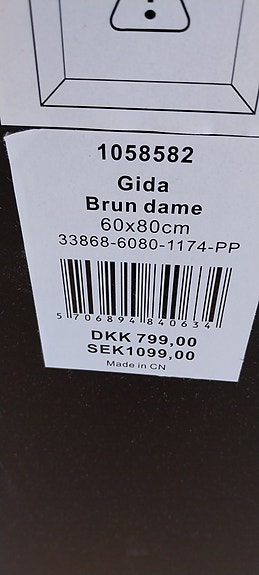 1058582
Gida
Brun dame
60x80cm
33868-6080-1174-PP
5 706894 840634
DKK 799,00
SEK1099,00
Made in CN